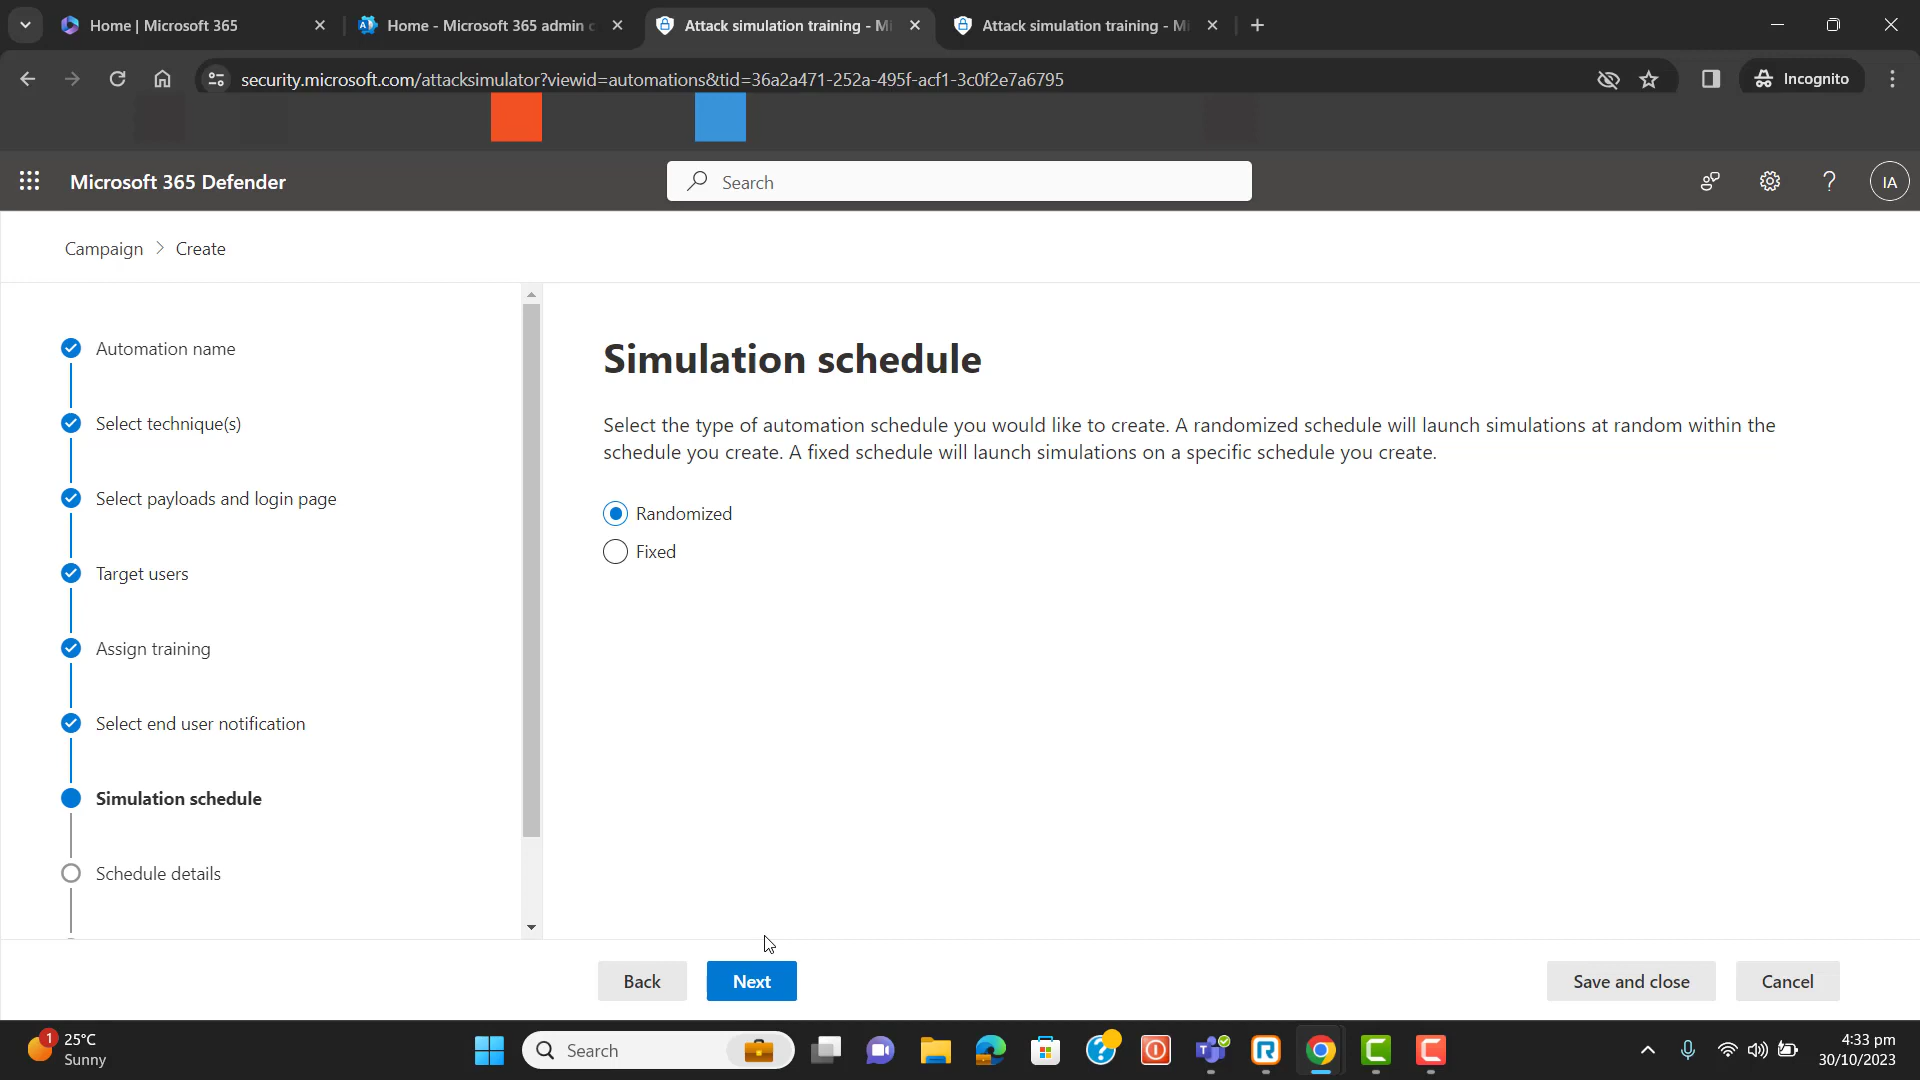 Home | Microsoft 365
Home - Microsoft 365 admin c
Attack simulation training - Mi
Attack simulation training - Mi
security.microsoft.com/attacksimulator?viewid=automations&tid=36a2a471-252a-495f-acf1-3c0f2e7a6795
Incognito
Microsoft 365 Defender
Search
IA
Campaign > Create
Automation name
Select technique(s)
Select payloads and login page
Target users
Assign training
Select end user notification
Simulation schedule
Schedule details
Simulation schedule
Select the type of automation schedule you would like to create. A randomized schedule will launch simulations at random within the
schedule you create. A fixed schedule will launch simulations on a specific schedule you create.
Randomized
Fixed
Back
Next
Save and close
Cancel
1
25°C
Sunny
Search
4:33 pm
30/10/2023